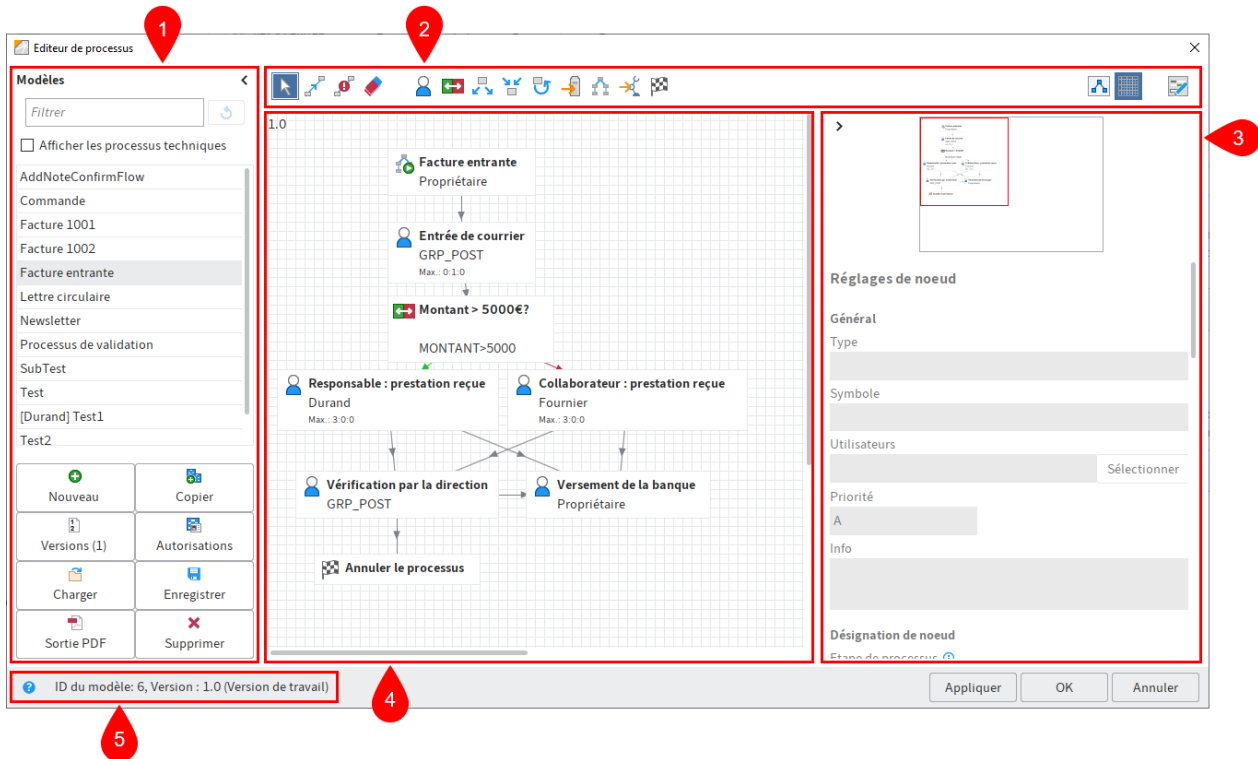 1
2
Editeur de processus
Modèles
Filtrer
Afficher les processus techniques
AddNoteConfirmFlow
Commande
Facture 1001
Facture 1002
Facture entrante
Lettre circulaire
Newsletter
Processus de validation
SubTest
Test
[Durand] Test1
Test2
Nouveau
Copier
Versions (1)
Autorisations
Charger
Enregistrer
Sortie PDF
Supprimer
1.0
Facture entrante
Propriétaire
Entrée de courrier
GRP_POST
Max.: 0:1:0
Montant > 5000€?
MONTANT>5000
Responsable : prestation reçue
Durand
Max.: 3:0:0
Collaborateur : prestation reçue
Fournier
Max.: 3:0:0
Vérification par la direction
GRP_POST
Versement de la banque
Propriétaire
Annuler le processus
3
Réglages de noeud
Général
Type
Symbole
Utilisateurs
Sélectionner
Priorité
A
Info
Désignation de noeud
Etape de processus
ID du modèle: 6, Version : 1.0 (Version de travail)
Appliquer
OK
Annuler
4
5